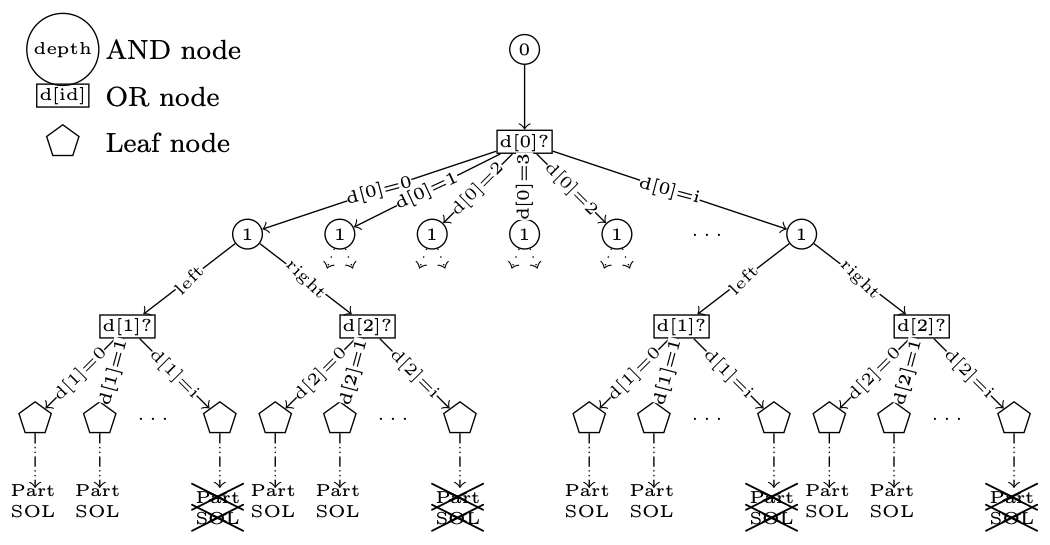 depth AND node
0
d[id] OR node
d[0]?
Leaf node
d[0]=0 d[0]=1 d[0]=2 d[0]=3 d[0]=2 d[0]=i
1 1 1 1 1 ... 1
left right left right
d[1]? d[2]? d[1]? d[2]?
d[1]=0 d[1]=1 d[1]=i d[2]=0 d[2]=1 d[2]=i d[1]=0 d[1]=1 d[1]=i d[2]=0 d[2]=1 d[2]=i
... ... ... ...
Part Part Part Part Part Part Part Part Part Part Part Part
SOL SOL SOL SOL SOL SOL SOL SOL SOL SOL SOL SOL